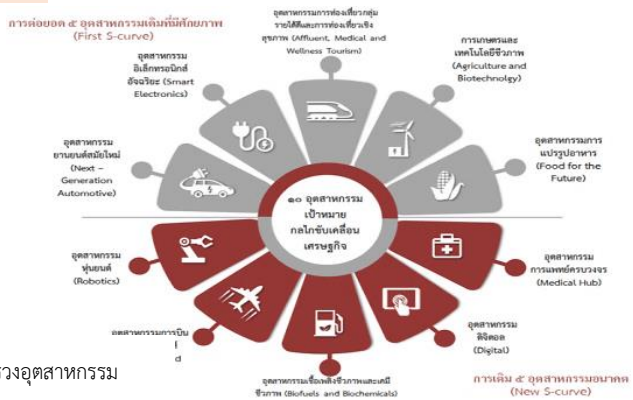 การต่อยอด ๕ อุตสาหกรรมเดิมที่มีศักยภาพ
(First S-curve)
อุตสาหกรรมการท่องเที่ยวกลุ่ม
รายได้ดีและการท่องเที่ยวเชิง
สุขภาพ (Affluent, Medical and
Wellness Tourism)
การเกษตรและ
เทคโนโลยีชีวภาพ
(Agriculture and
Biotechnolgy)
อุตสาหกรรม
อิเล็กทรอนิกส์
อัจฉริยะ (Smart
Electronics)
อุตสาหกรรม
ยานยนต์สมัยใหม่
(Next –
Generation
Automotive)
อุตสาหกรรมการ
แปรรูปอาหาร
(Food for the
Future)
๑๐ อุตสาหกรรม
เป้าหมาย
กลไกขับเคลื่อน
เศรษฐกิจ
อุตสาหกรรม
หุ่นยนต์
(Robotics)
อุตสาหกรรม
การแพทย์ครบวงจร
(Medical Hub)
อุตสาหกรรมการบิน
d
อุตสาหกรรม
ดิจิตอล
(Digital)
รวงอุตสาหกรรม
อุตสาหกรรมเชื้อเพลิงชีวภาพและเคมี
ชีวภาพ (Biofuels and Biochemicals)
การเติม ๕ อุตสาหกรรมอนาคต
(New S-curve)